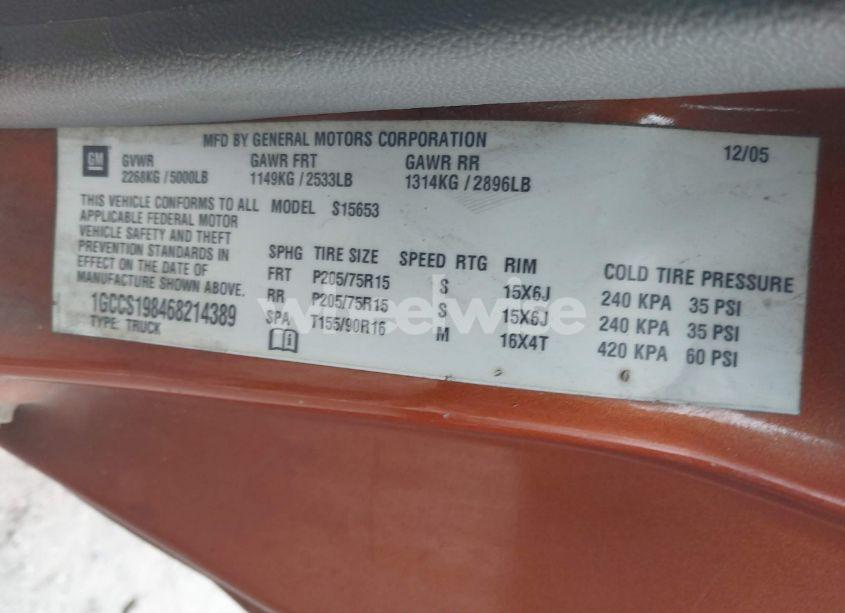 MFD BY GENERAL MOTORS CORPORATION 12/05
GM
GVWR GAWR FRT GAWR RR
2268KG / 5000LB 1149KG / 2533LB 1314KG / 2896LB
THIS VEHICLE CONFORMS TO ALL
APPLICABLE FEDERAL MOTOR
VEHICLE SAFETY AND THEFT
PREVENTION STANDARDS IN
EFFECT ON THE DATE OF
MANUFACTURE SHOWN ABOVE.
1GCCS198468214389
TYPE: TRUCK
MODEL S15653
SPHG TIRE SIZE SPEED RTG RIM COLD TIRE PRESSURE
FRT P205/75R15 S 15X6J 240 KPA 35 PSI
RR P205/75R15 S 15X6J 240 KPA 35 PSI
SPA T155/90R16 M 16X4T 420 KPA 60 PSI